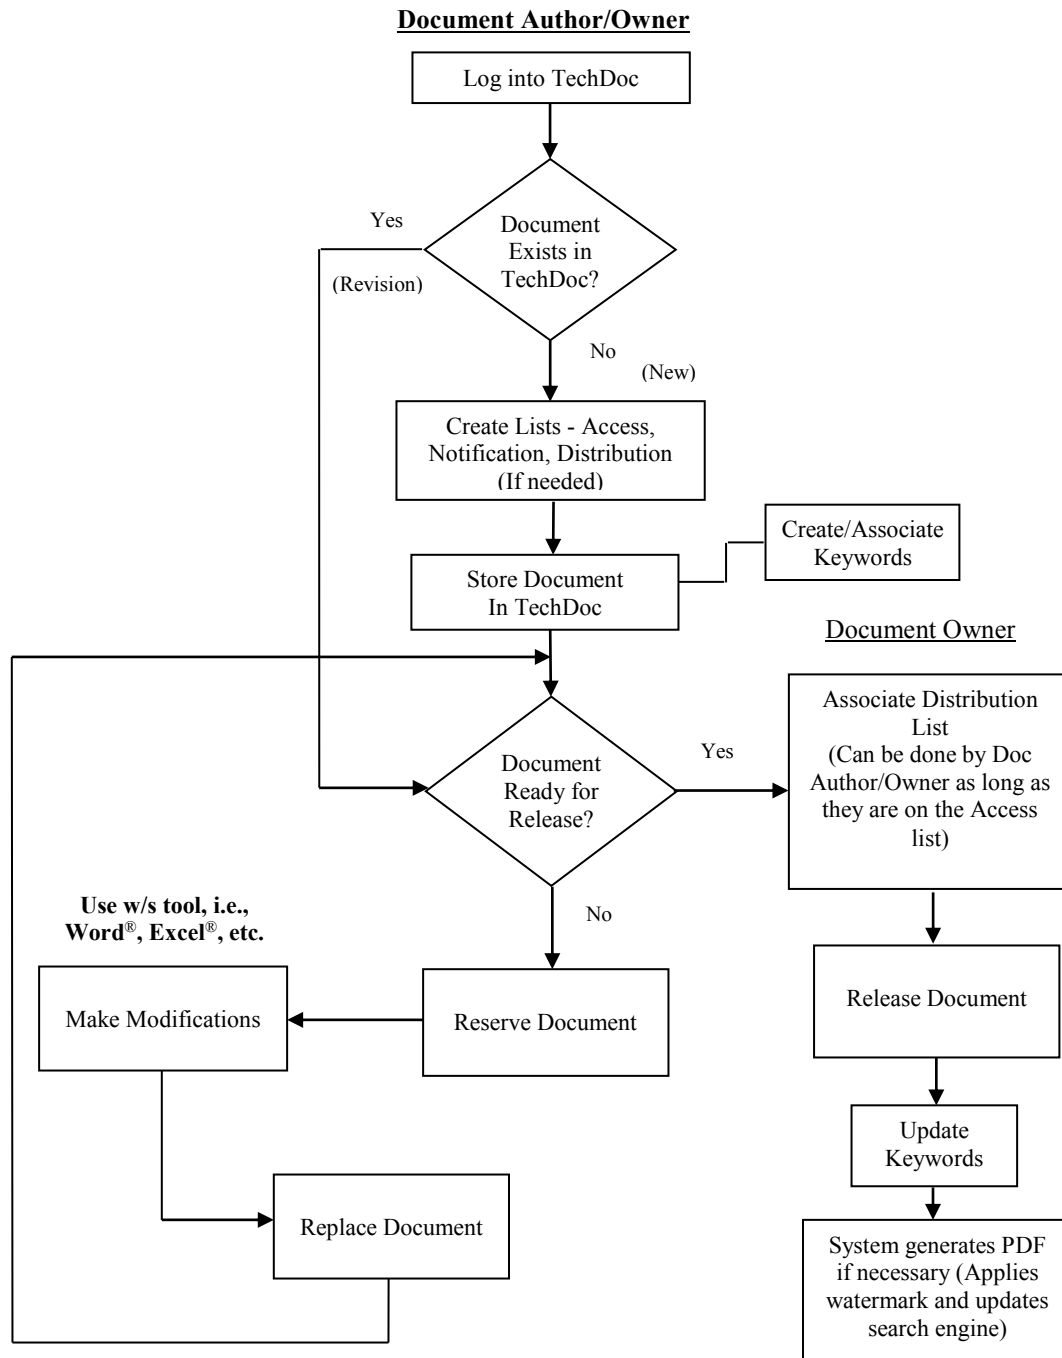 Document Author/Owner
Log into TechDoc
Yes
Document
Exists in
TechDoc?
(Revision)
No
(New)
Create Lists - Access,
Notification, Distribution
(If needed)
Create/Associate
Keywords
Store Document
In TechDoc
Document Owner
Associate Distribution
List
(Can be done by Doc
Author/Owner as long as
they are on the Access
list)
Yes
Document
Ready for
Release?
No
Use w/s tool, i.e.,
Word®, Excel®, etc.
Make Modifications
Reserve Document
Release Document
Update
Keywords
Replace Document
System generates PDF
if necessary (Applies
watermark and updates
search engine)